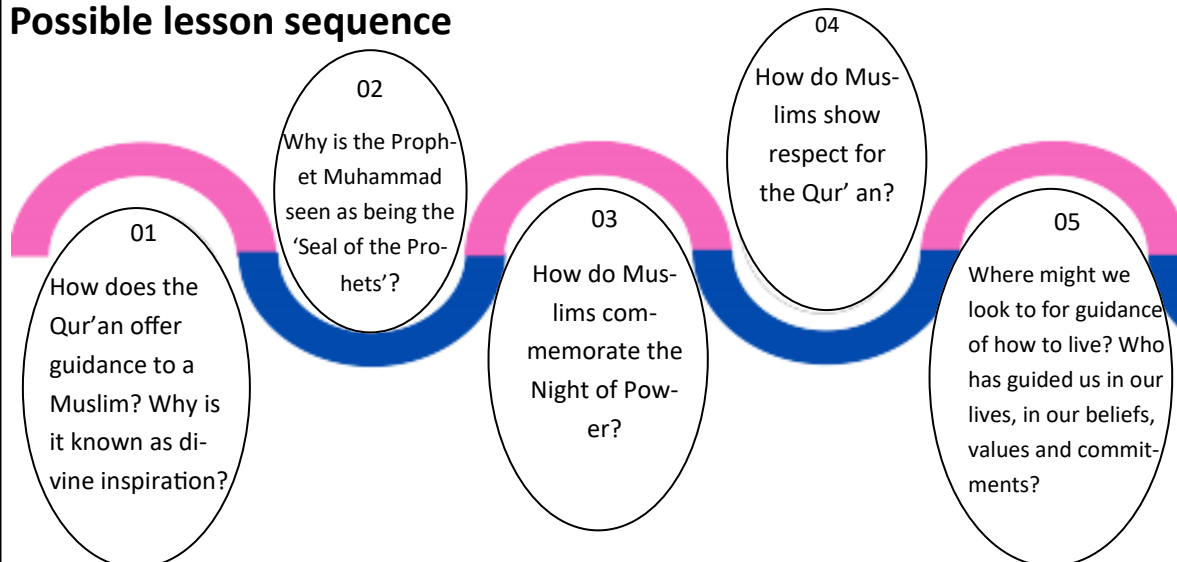 Possible lesson sequence
01
How does the
Qur'an offer
guidance to a
Muslim? Why is
it known as di-
vine inspiration?
02
Why is the Proph-
et Muhammad
seen as being the
'Seal of the Pro-
hets'?
03
How do Mus-
lims com-
memorate the
Night of Pow-
er?
04
How do Mus-
lims show
respect for
the Qur' an?
05
Where might we
look to for guidance
of how to live? Who
has guided us in our
lives, in our beliefs,
values and commit-
ments?